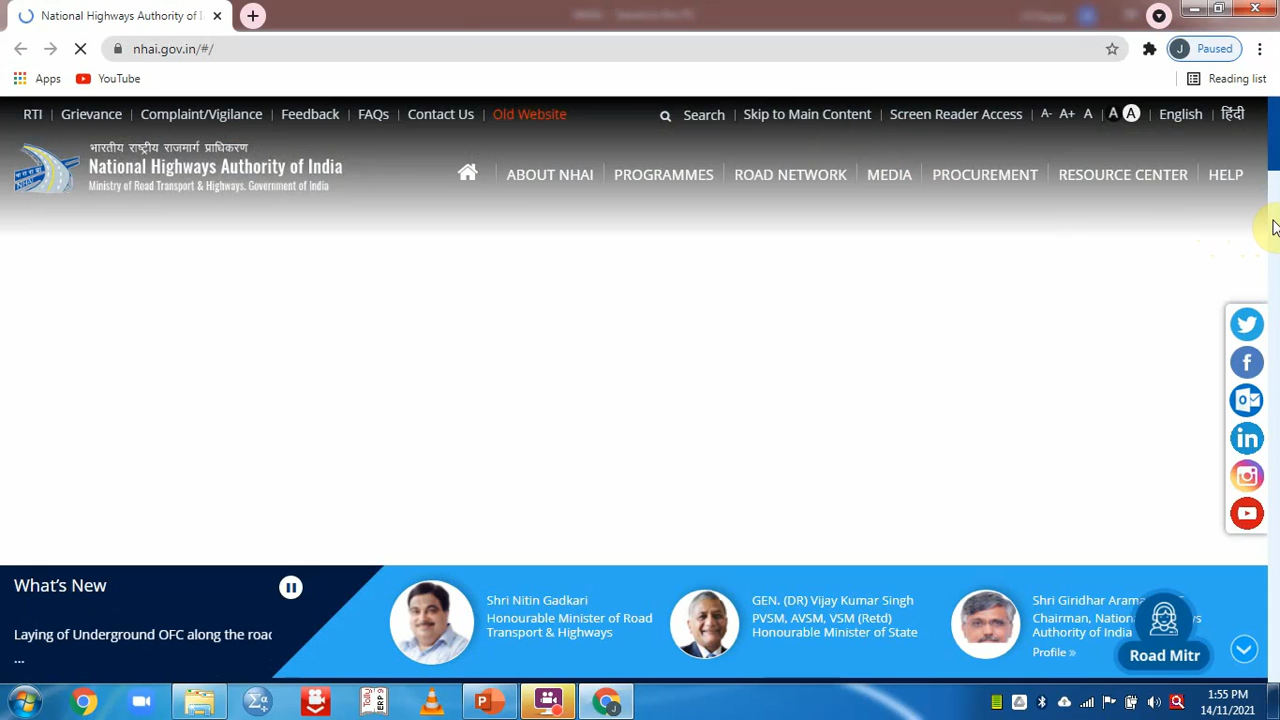 National Highways Authority of I
nhai.gov.in/#/
J Paused
Apps
YouTube
Reading list
RTI | Grievance | Complaint/Vigilance | Feedback | FAQs | Contact Us | Old Website
Search | Skip to Main Content | Screen Reader Access | A- A+ A | A A | English | हिंदी
भारतीय राष्ट्रीय राजमार्ग प्राधिकरण
National Highways Authority of India
Ministry of Road Transport & Highways, Government of India
ABOUT NHAI | PROGRAMMES | ROAD NETWORK | MEDIA | PROCUREMENT | RESOURCE CENTER | HELP
What's New
Laying of Underground OFC along the road
...
Shri Nitin Gadkari
Honourable Minister of Road
Transport & Highways
GEN. (DR) Vijay Kumar Singh
PVSM, AVSM, VSM (Retd)
Honourable Minister of State
Shri Giridhar
Chairman,
Authority of India
Profile »
Road Mitr
1:55 PM
14/11/2021